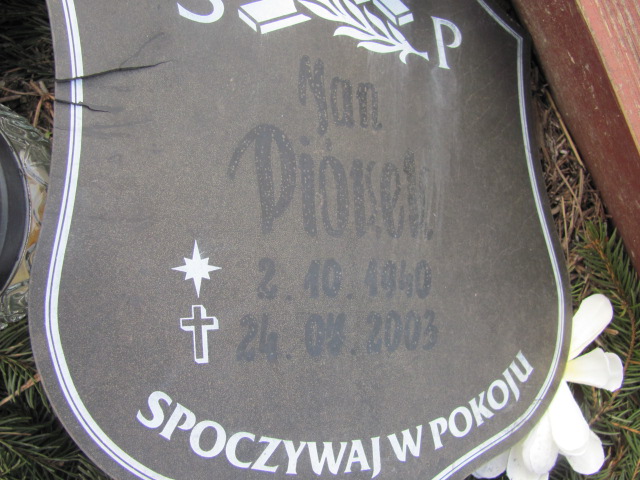 S P
Jan
Piórek
2.10.1940
24.08.2003
SPOCZYWAJ W POKOJU